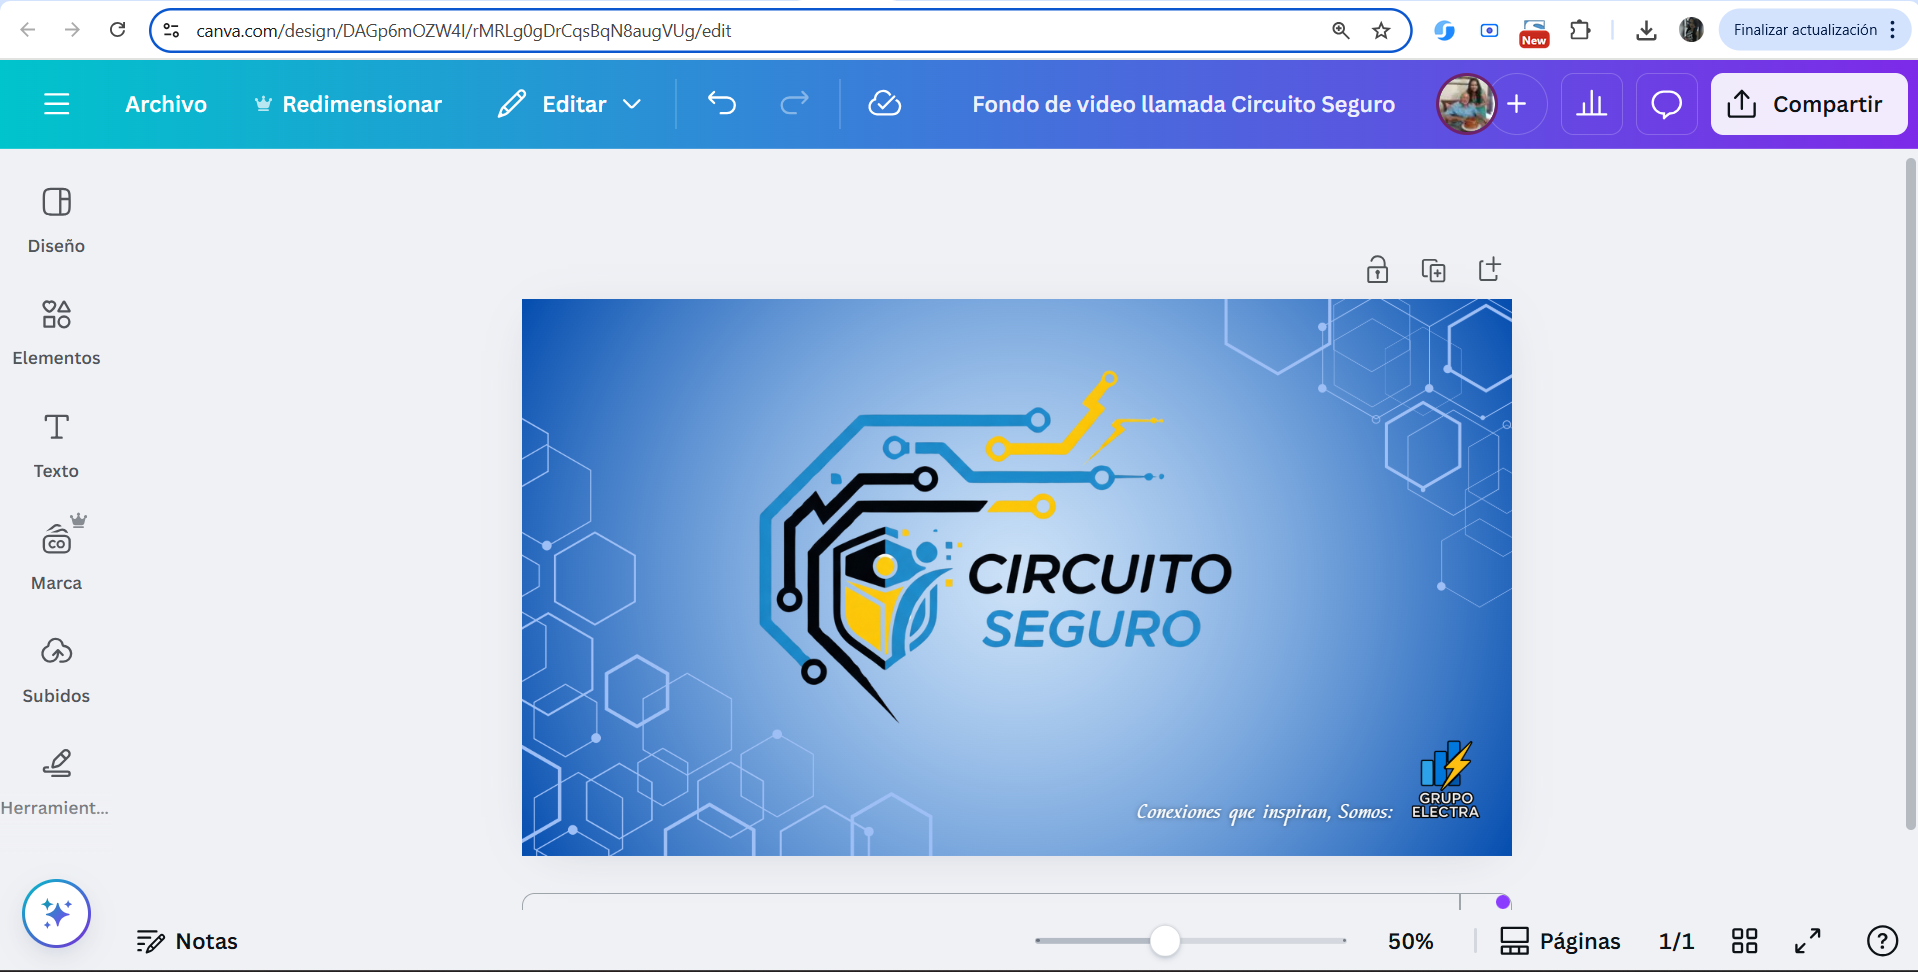 canva.com/design/DAGp6mOZW4I/rMRLg0gDrCqsBqN8augVUg/edit
New
Finalizar actualización
Archivo
Redimensionar
Editar
Fondo de video llamada Circuito Seguro
Compartir
Diseño
Elementos
Texto
CO
Marca
Subidos
Herramient...
CIRCUITO
SEGURO
Conexiones que inspiran, Somos:
GRUPO
ELECTRA
Notas
50%
Páginas
1/1